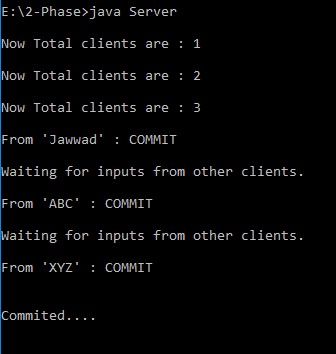 E:\2-Phase>java Server
Now Total clients are : 1
Now Total clients are : 2
Now Total clients are : 3
From 'Jawwad' : COMMIT
Waiting for inputs from other clients.
From 'ABC' : COMMIT
Waiting for inputs from other clients.
From 'XYZ' : COMMIT
Commited....